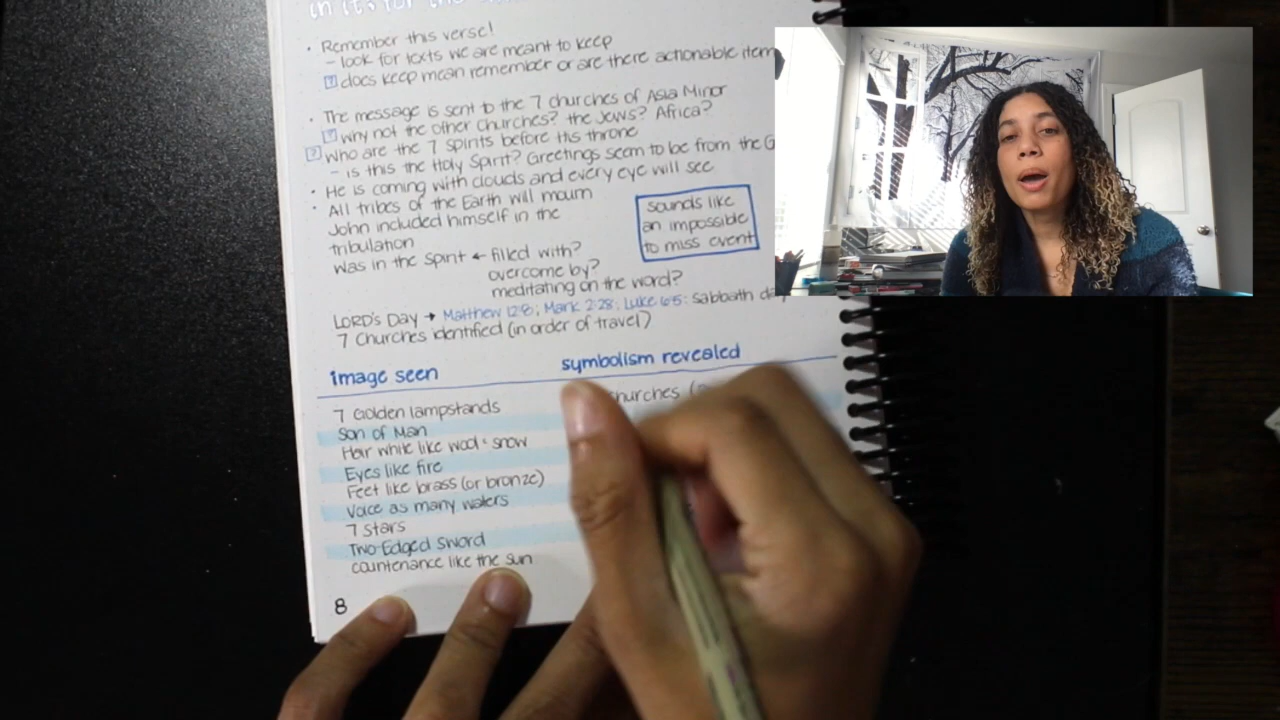 in it, for the
• Remember this verse!
- look for texts we are meant to keep
? does keep mean remember or are there actionable item
• The message is sent to the 7 churches of Asia Minor
? why not the other churches? the Jews? Africa?
? Who are the 7 spirits before His throne
- is this the Holy Spirit? Greetings seem to be from the G
• He is coming with clouds and every eye will see
• All tribes of the Earth will mourn
John included himself in the
tribulation
was in the spirit ← filled with?
overcome by?
meditating on the word?
sounds like
an impossible
to miss event
LORD's Day → Matthew 12:8; Mark 2:28; Luke 6:5: Sabbath da
7 Churches identified (in order of travel)
image seen symbolism revealed
7 Golden lampstands churches
Son of Man
Hair white like wool & snow
Eyes like fire
Feet like brass (or bronze)
Voice as many waters
7 stars
Two-Edged Sword
countenance like the sun
8